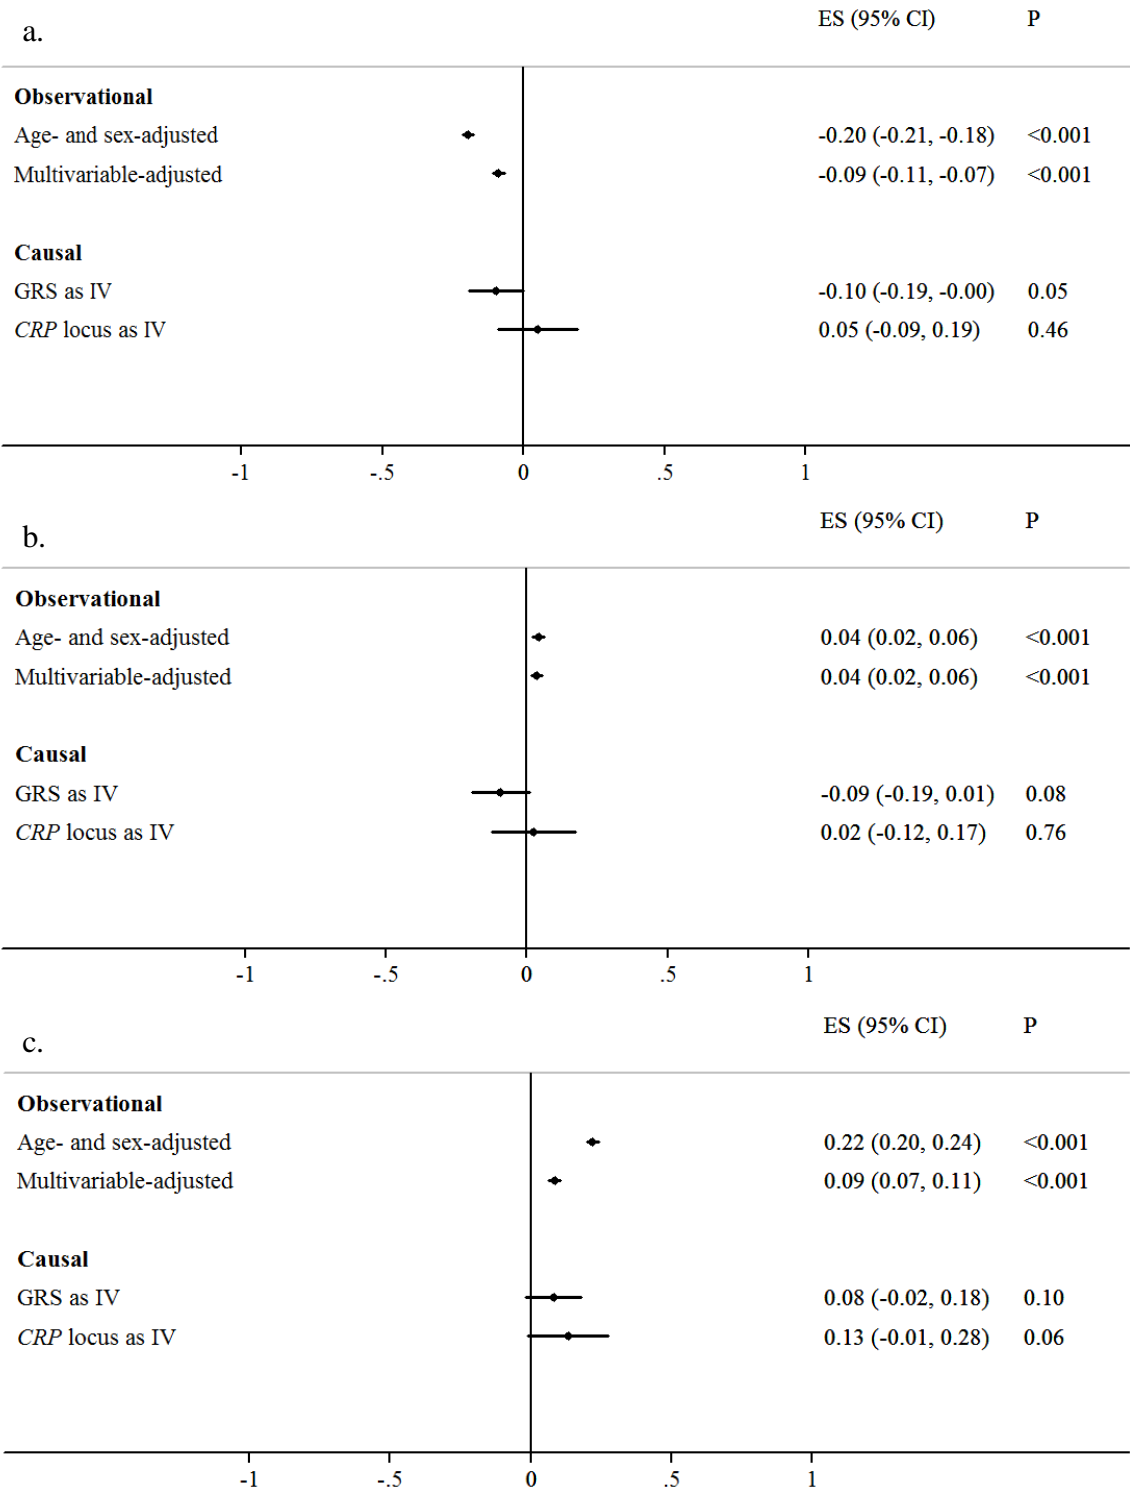 a.
ES (95% CI) P
Observational
Age- and sex-adjusted -0.20 (-0.21, -0.18) <0.001
Multivariable-adjusted -0.09 (-0.11, -0.07) <0.001
Causal
GRS as IV -0.10 (-0.19, -0.00) 0.05
CRP locus as IV 0.05 (-0.09, 0.19) 0.46
-1 -.5 0 .5 1
b.
ES (95% CI) P
Observational
Age- and sex-adjusted 0.04 (0.02, 0.06) <0.001
Multivariable-adjusted 0.04 (0.02, 0.06) <0.001
Causal
GRS as IV -0.09 (-0.19, 0.01) 0.08
CRP locus as IV 0.02 (-0.12, 0.17) 0.76
-1 -.5 0 .5 1
c.
ES (95% CI) P
Observational
Age- and sex-adjusted 0.22 (0.20, 0.24) <0.001
Multivariable-adjusted 0.09 (0.07, 0.11) <0.001
Causal
GRS as IV 0.08 (-0.02, 0.18) 0.10
CRP locus as IV 0.13 (-0.01, 0.28) 0.06
-1 -.5 0 .5 1